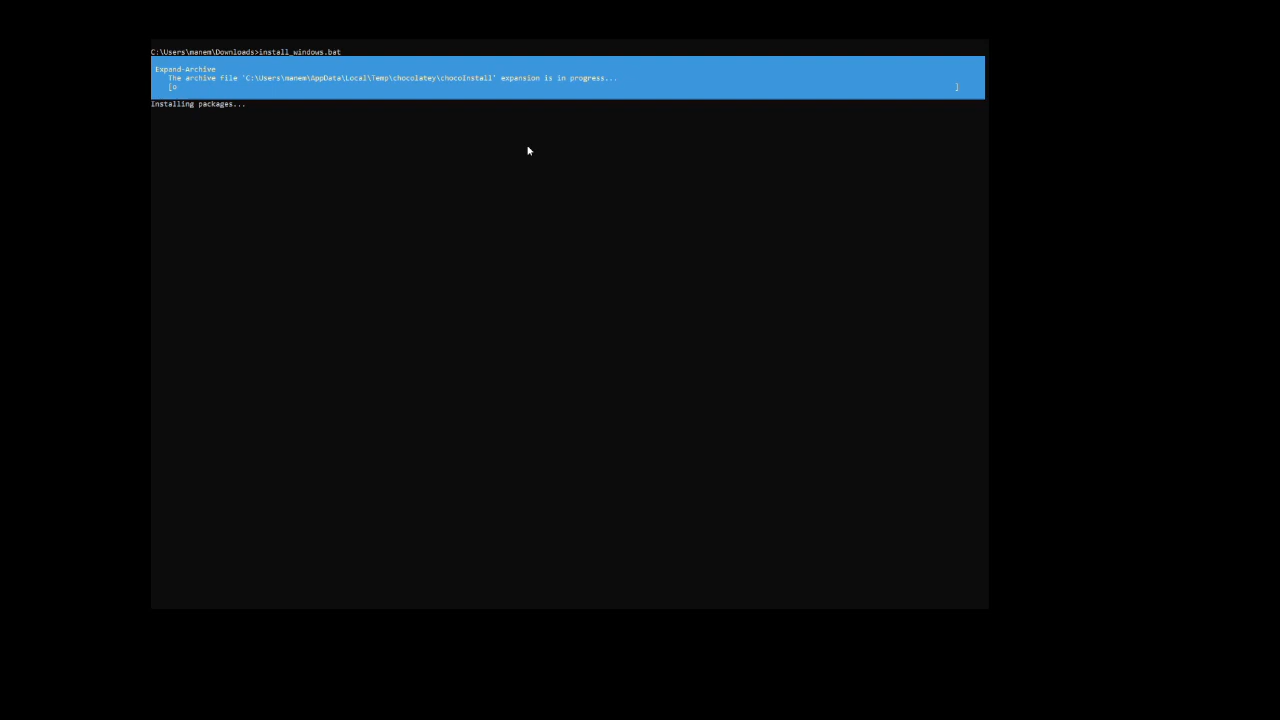 C:\Users\manem\Downloads>install_windows.bat
Expand-Archive
The archive file 'C:\Users\manem\AppData\Local\Temp\chocolatey\chocoInstall' expansion is in progress...
[o ]
Installing packages...